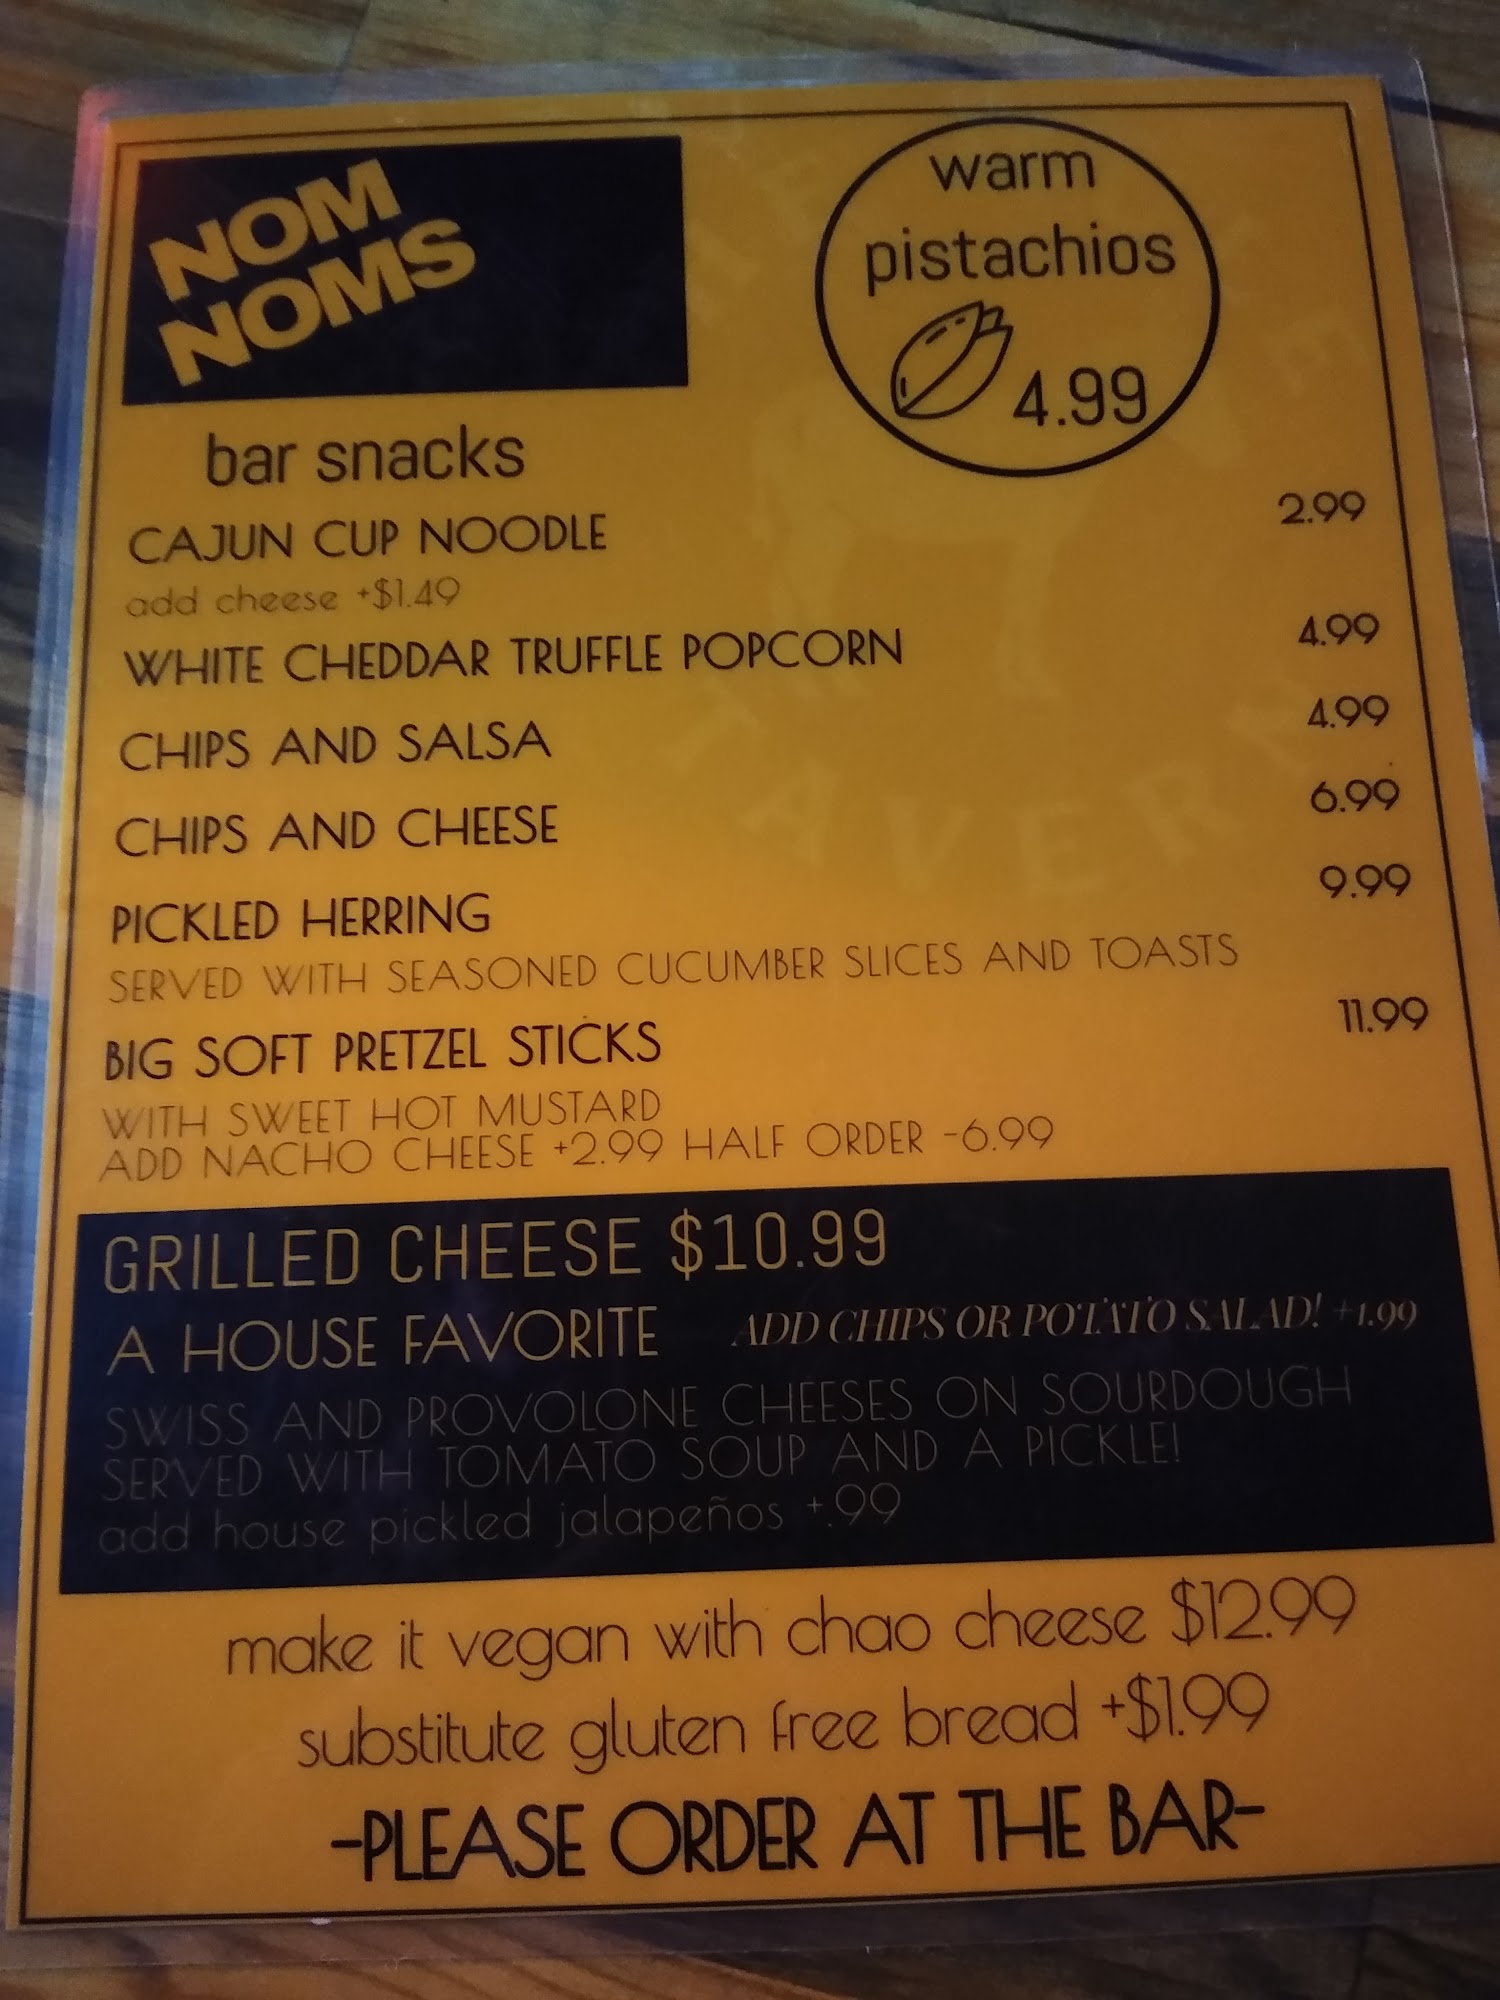 NOM
NOMS
warm
pistachios
4.99
bar snacks
CAJUN CUP NOODLE 2.99
add cheese +$1.49
WHITE CHEDDAR TRUFFLE POPCORN 4.99
CHIPS AND SALSA 4.99
CHIPS AND CHEESE 6.99
PICKLED HERRING 9.99
SERVED WITH SEASONED CUCUMBER SLICES AND TOASTS
BIG SOFT PRETZEL STICKS 11.99
WITH SWEET HOT MUSTARD
ADD NACHO CHEESE +2.99 HALF ORDER -6.99
GRILLED CHEESE $10.99
A HOUSE FAVORITE ADD CHIPS OR POTATO SALAD! +1.99
SWISS AND PROVOLONE CHEESES ON SOURDOUGH
SERVED WITH TOMATO SOUP AND A PICKLE!
add house pickled jalapeños +.99
make it vegan with chao cheese $12.99
substitute gluten free bread +$1.99
-PLEASE ORDER AT THE BAR-